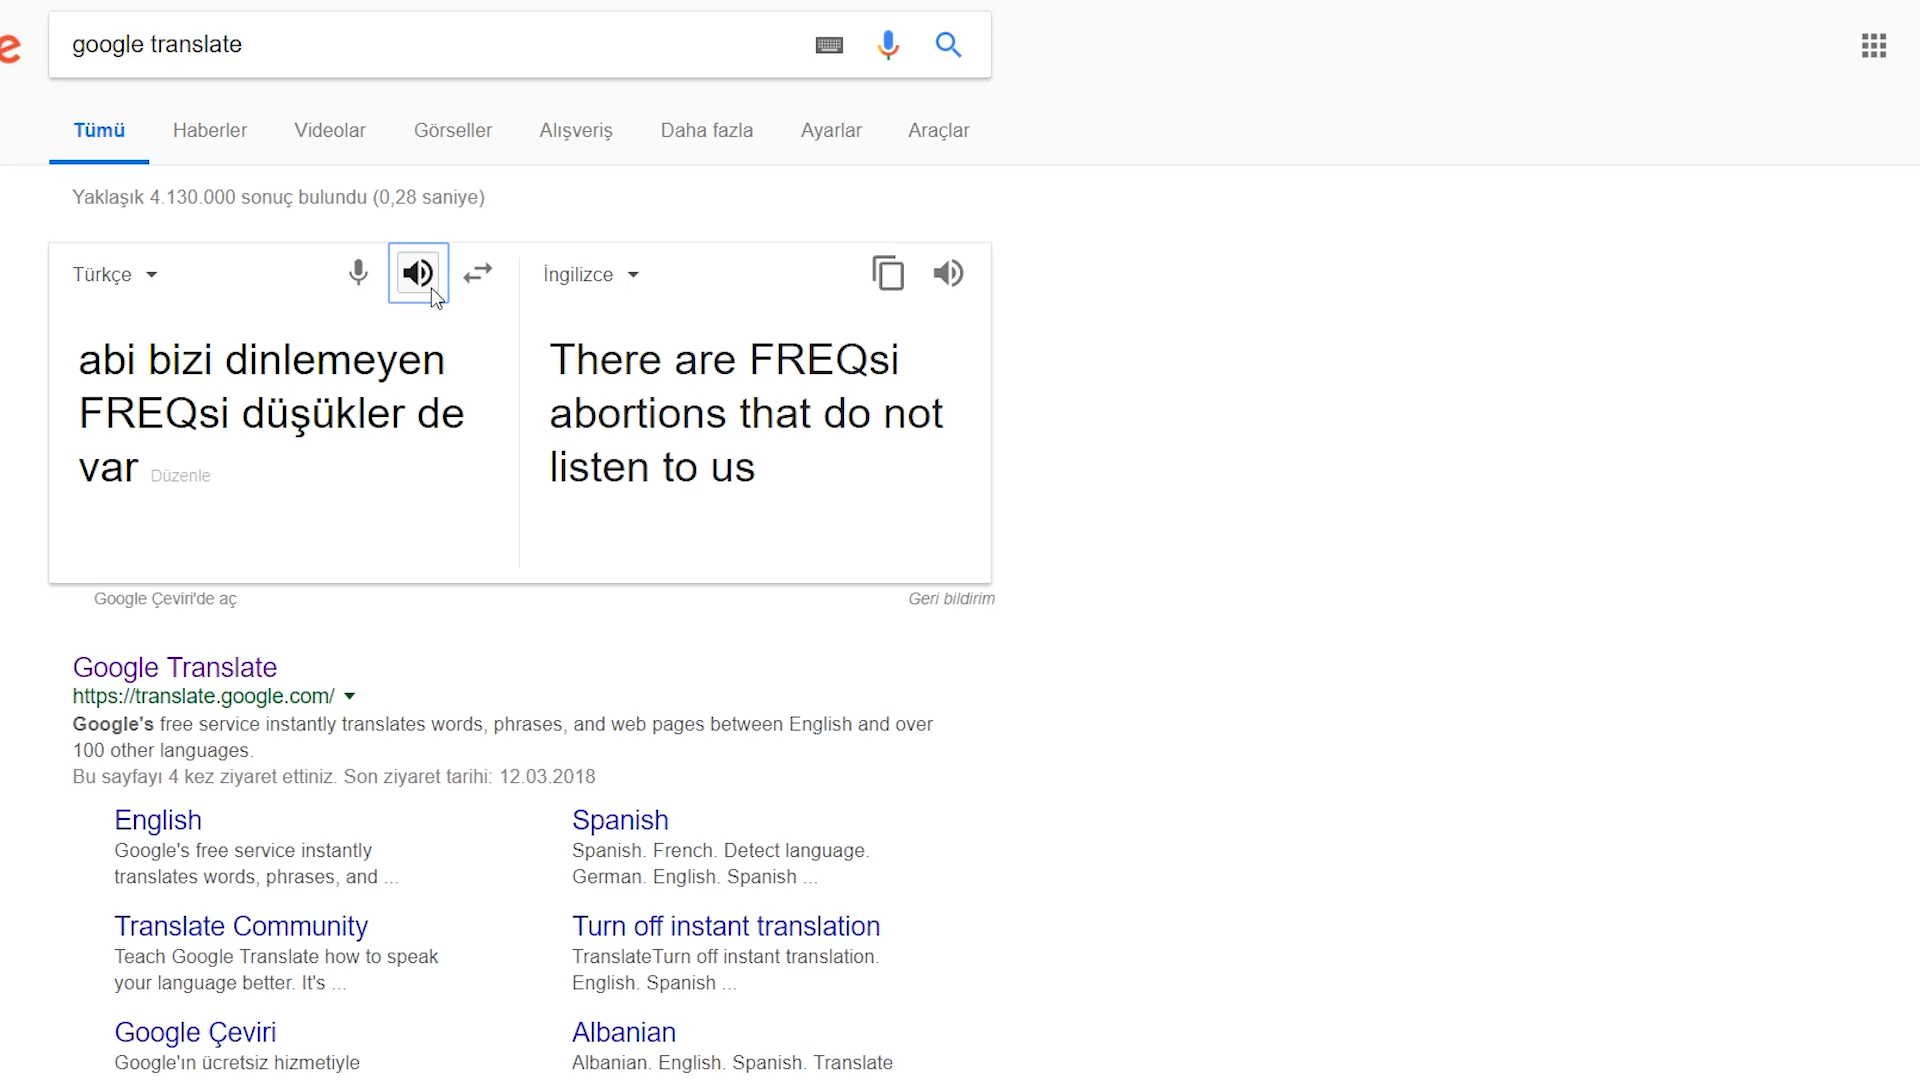 e
google translate
Tümü Haberler Videolar Görseller Alışveriş Daha fazla Ayarlar Araçlar
Yaklaşık 4.130.000 sonuç bulundu (0,28 saniye)
Türkçe
abi bizi dinlemeyen
FREQsi düşükler de
var Düzenle
İngilizce
There are FREQsi
abortions that do not
listen to us
Google Çeviri'de aç
Geri bildirim
Google Translate
https://translate.google.com/
Google's free service instantly translates words, phrases, and web pages between English and over
100 other languages.
Bu sayfayı 4 kez ziyaret ettiniz. Son ziyaret tarihi: 12.03.2018
English
Google's free service instantly
translates words, phrases, and ...
Spanish
Spanish. French. Detect language.
German. English. Spanish ...
Translate Community
Teach Google Translate how to speak
your language better. It's ...
Turn off instant translation
TranslateTurn off instant translation.
English. Spanish ...
Google Çeviri
Google'ın ücretsiz hizmetiyle
Albanian
Albanian. English. Spanish. Translate